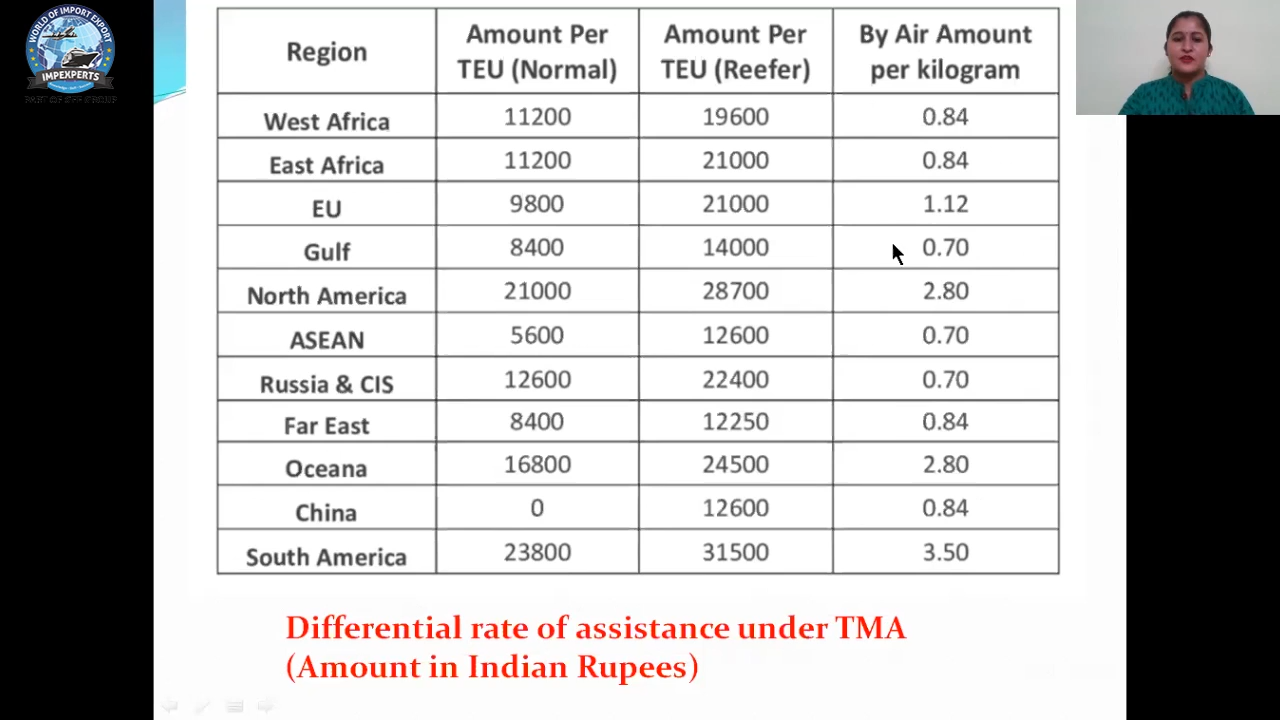 WORLD OF IMPORT EXPORT
IMPEXPERTS
PART OF GFE GROUP
Region Amount Per TEU (Normal) Amount Per TEU (Reefer) By Air Amount per kilogram
West Africa 11200 19600 0.84
East Africa 11200 21000 0.84
EU 9800 21000 1.12
Gulf 8400 14000 0.70
North America 21000 28700 2.80
ASEAN 5600 12600 0.70
Russia & CIS 12600 22400 0.70
Far East 8400 12250 0.84
Oceana 16800 24500 2.80
China 0 12600 0.84
South America 23800 31500 3.50
Differential rate of assistance under TMA
(Amount in Indian Rupees)